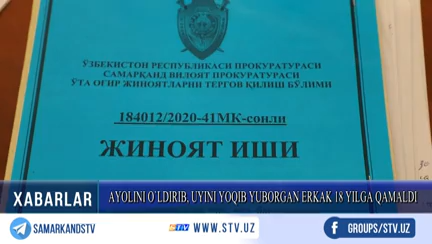 ЎЗБЕКИСТОН РЕСПУБЛИКАСИ ПРОКУРАТУРАСИ
САМАРҚАНД ВИЛОЯТ ПРОКУРАТУРАСИ
ЎТА ОҒИР ЖИНОЯТЛАРНИ ТЕРГОВ ҚИЛИШ БЎЛИМИ
184012/2020-41МК-сонли
ЖИНОЯТ ИШИ
XABARLAR
AYOLINI O`LDIRIB, UYINI YOQIB YUBORGAN ERKAK 18 YILGA QAMALDI
SAMARKANDSTV
STV
WWW.STV.UZ
GROUPS/STV.UZ